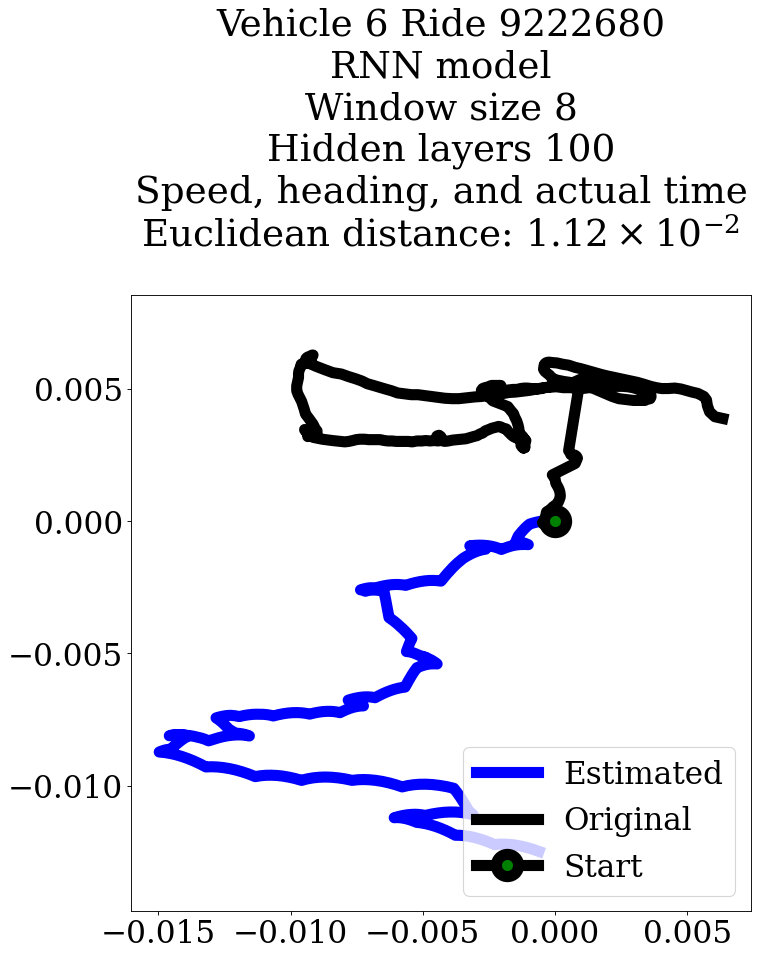 Vehicle 6 Ride 9222680
RNN model
Window size 8
Hidden layers 100
Speed, heading, and actual time
Euclidean distance: 1.12 × 10⁻²
0.005
0.000
−0.005
−0.010
Estimated
Original
Start
−0.015 −0.010 −0.005 0.000 0.005